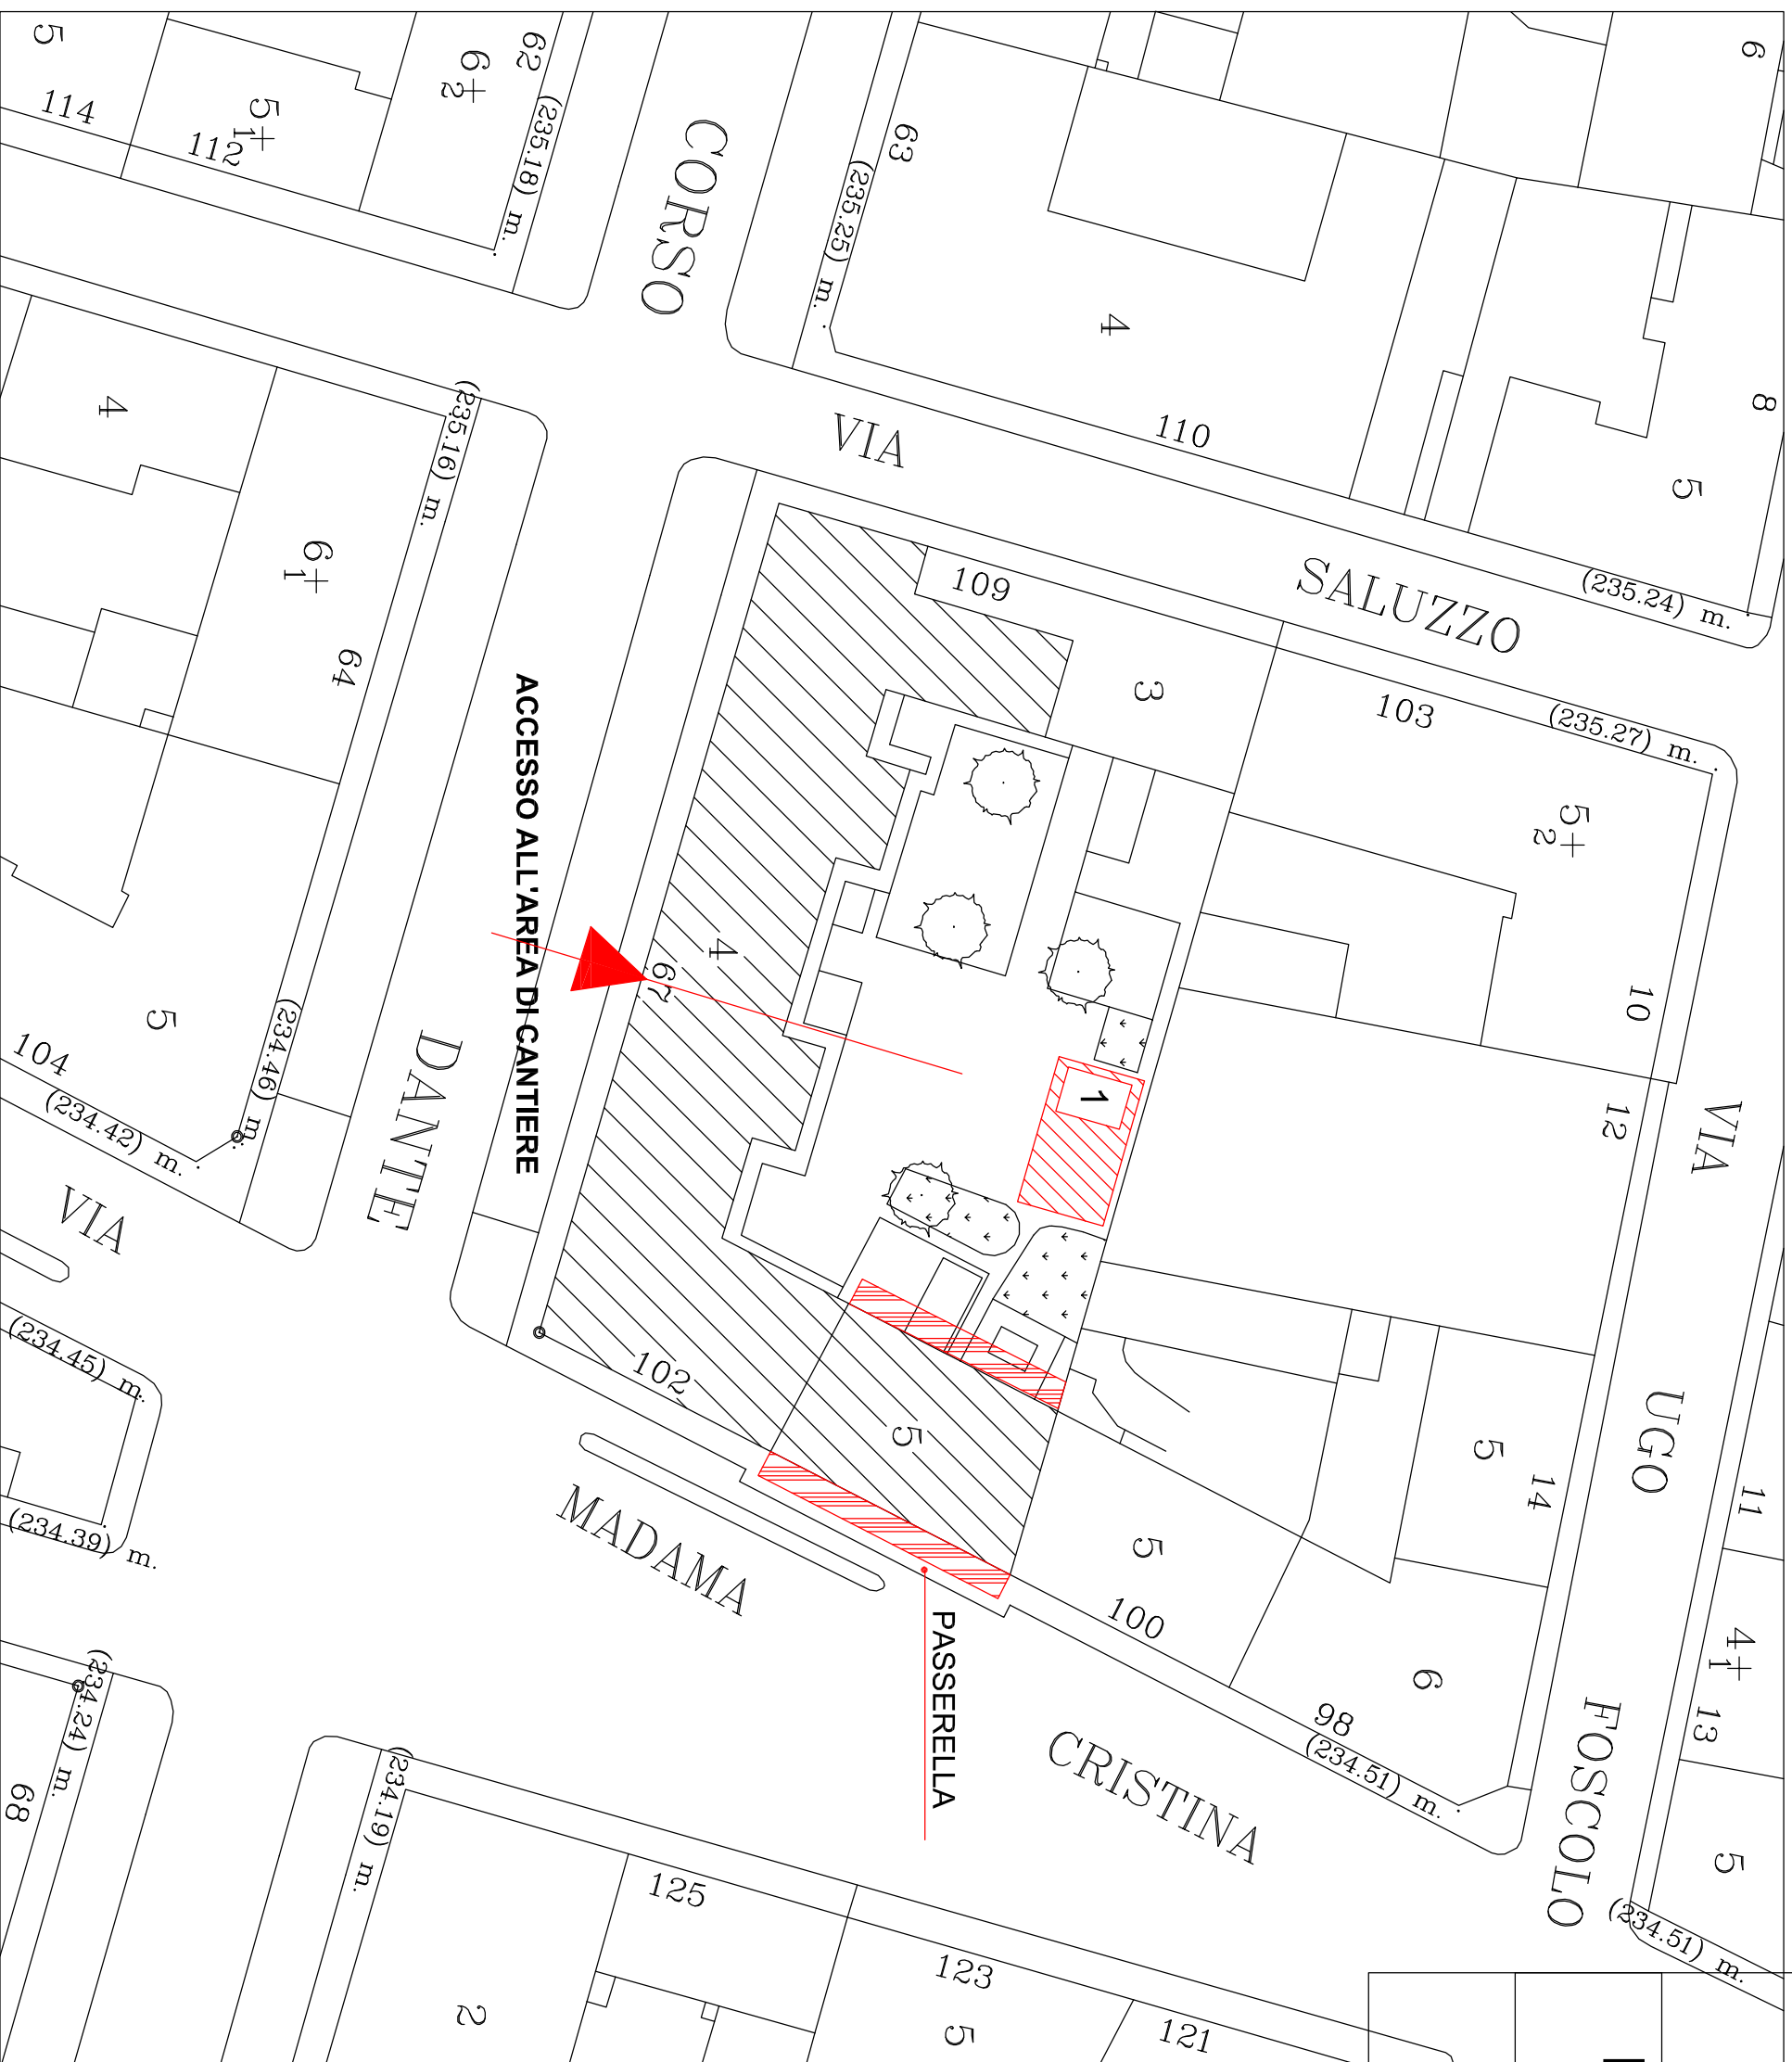 5
114
5+1
112
6+2
62
(235.18) m.
CORSO
63
(235.25) m.
6
8
4
5
110
VIA
SALUZZO
(235.24) m.
4
(235.16) m.
6+1
64
109
3
103
(235.27) m.
5+2
10
ACCESSO ALL'AREA DI CANTIERE
4
67
5
104
(234.46) m.
(234.42) m.
DANTE
1
12
VIA
UGO
FOSCOLO
VIA
MADAMA
CRISTINA
(234.45) m.
(234.39) m.
102
5
5
14
11
5
100
6
4+1
13
98
(234.51) m.
PASSERELLA
5
(234.51) m.
(234.24) m.
68
(234.19) m.
125
123
2
5
121